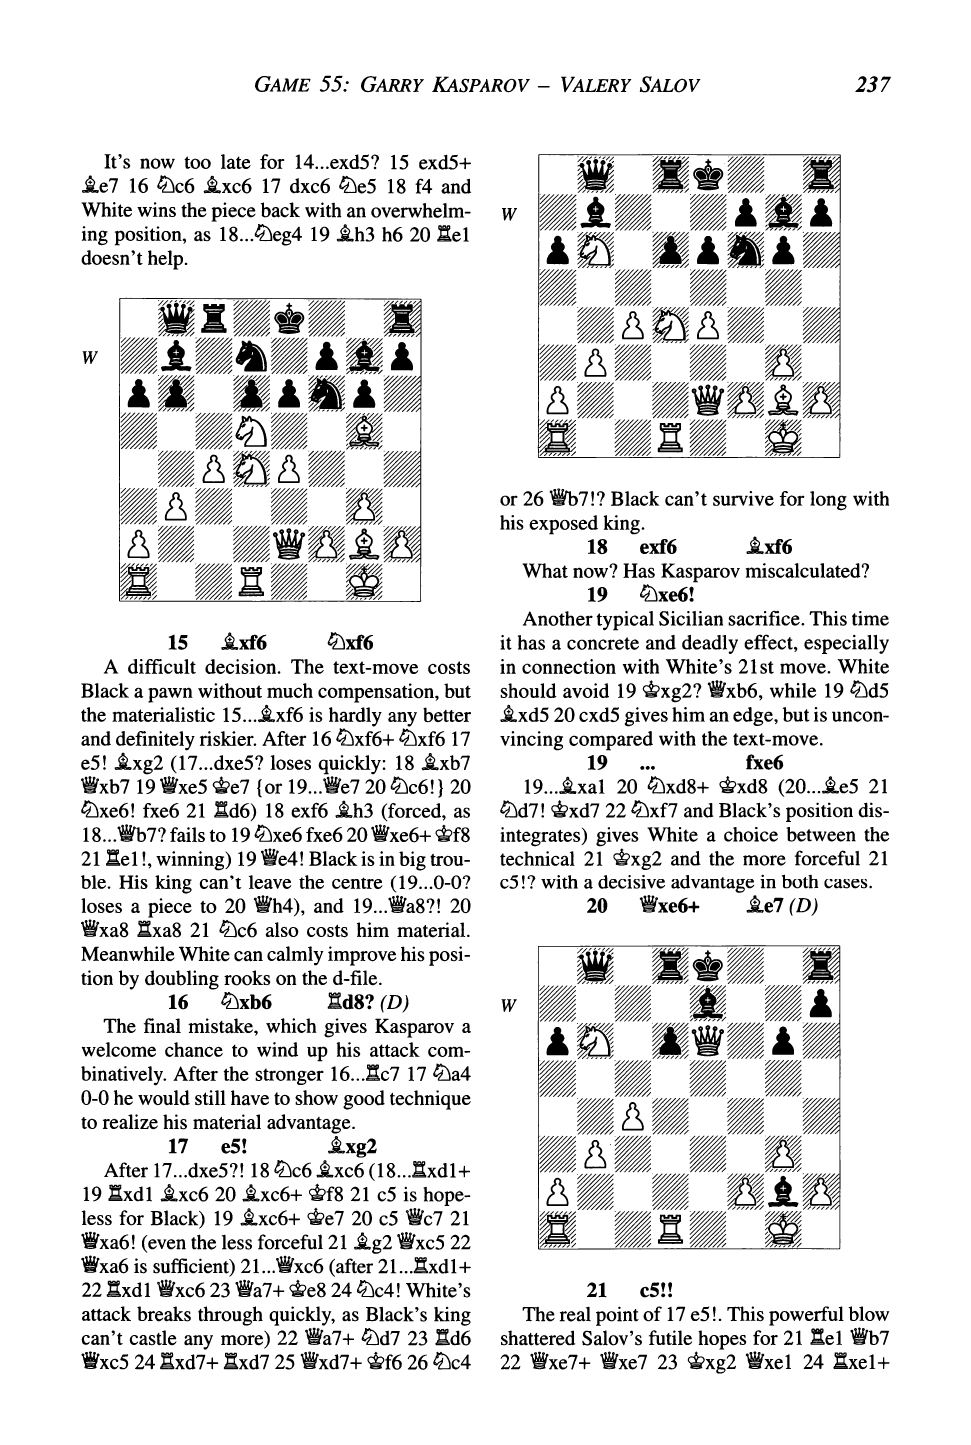 GAME 55: GARRY KASPAROV – VALERY SALOV 237
It's now too late for 14...exd5? 15 exd5+
♗e7 16 ♘c6 ♗xc6 17 dxc6 ♘e5 18 f4 and
White wins the piece back with an overwhelm-
ing position, as 18...♘eg4 19 ♗h3 h6 20 ♖e1
doesn't help.
W
15 ♗xf6 ♘xf6
A difficult decision. The text-move costs
Black a pawn without much compensation, but
the materialistic 15...♗xf6 is hardly any better
and definitely riskier. After 16 ♘xf6+ ♘xf6 17
e5! ♗xg2 (17...dxe5? loses quickly: 18 ♗xb7
♕xb7 19 ♕xe5 ♔e7 {or 19...♕e7 20 ♘c6!} 20
♘xe6! fxe6 21 ♖d6) 18 exf6 ♗h3 (forced, as
18...♕b7? fails to 19 ♘xe6 fxe6 20 ♕xe6+ ♔f8
21 ♖e1!, winning) 19 ♕e4! Black is in big trou-
ble. His king can't leave the centre (19...0-0?
loses a piece to 20 ♕h4), and 19...♕a8?! 20
♕xa8 ♖xa8 21 ♘c6 also costs him material.
Meanwhile White can calmly improve his posi-
tion by doubling rooks on the d-file.
16 ♘xb6 ♖d8? (D)
The final mistake, which gives Kasparov a
welcome chance to wind up his attack com-
binatively. After the stronger 16...♖c7 17 ♘a4
0-0 he would still have to show good technique
to realize his material advantage.
17 e5! ♗xg2
After 17...dxe5?! 18 ♘c6 ♗xc6 (18...♖xd1+
19 ♖xd1 ♗xc6 20 ♗xc6+ ♔f8 21 c5 is hope-
less for Black) 19 ♗xc6+ ♔e7 20 c5 ♕c7 21
♕xa6! (even the less forceful 21 ♗g2 ♕xc5 22
♕xa6 is sufficient) 21...♕xc6 (after 21...♖xd1+
22 ♖xd1 ♕xc6 23 ♕a7+ ♔e8 24 ♘c4! White's
attack breaks through quickly, as Black's king
can't castle any more) 22 ♕a7+ ♘d7 23 ♖d6
♕xc5 24 ♖xd7+ ♖xd7 25 ♕xd7+ ♔f6 26 ♘c4
W
or 26 ♕b7!? Black can't survive for long with
his exposed king.
18 exf6 ♗xf6
What now? Has Kasparov miscalculated?
19 ♘xe6!
Another typical Sicilian sacrifice. This time
it has a concrete and deadly effect, especially
in connection with White's 21st move. White
should avoid 19 ♔xg2? ♕xb6, while 19 ♘d5
♗xd5 20 cxd5 gives him an edge, but is uncon-
vincing compared with the text-move.
19 ... fxe6
19...♗xa1 20 ♘xd8+ ♔xd8 (20...♗e5 21
♘d7! ♔xd7 22 ♘xf7 and Black's position dis-
integrates) gives White a choice between the
technical 21 ♔xg2 and the more forceful 21
c5!? with a decisive advantage in both cases.
20 ♕xe6+ ♗e7 (D)
W
21 c5!!
The real point of 17 e5!. This powerful blow
shattered Salov's futile hopes for 21 ♖e1 ♕b7
22 ♕xe7+ ♕xe7 23 ♔xg2 ♕xe1 24 ♖xe1+